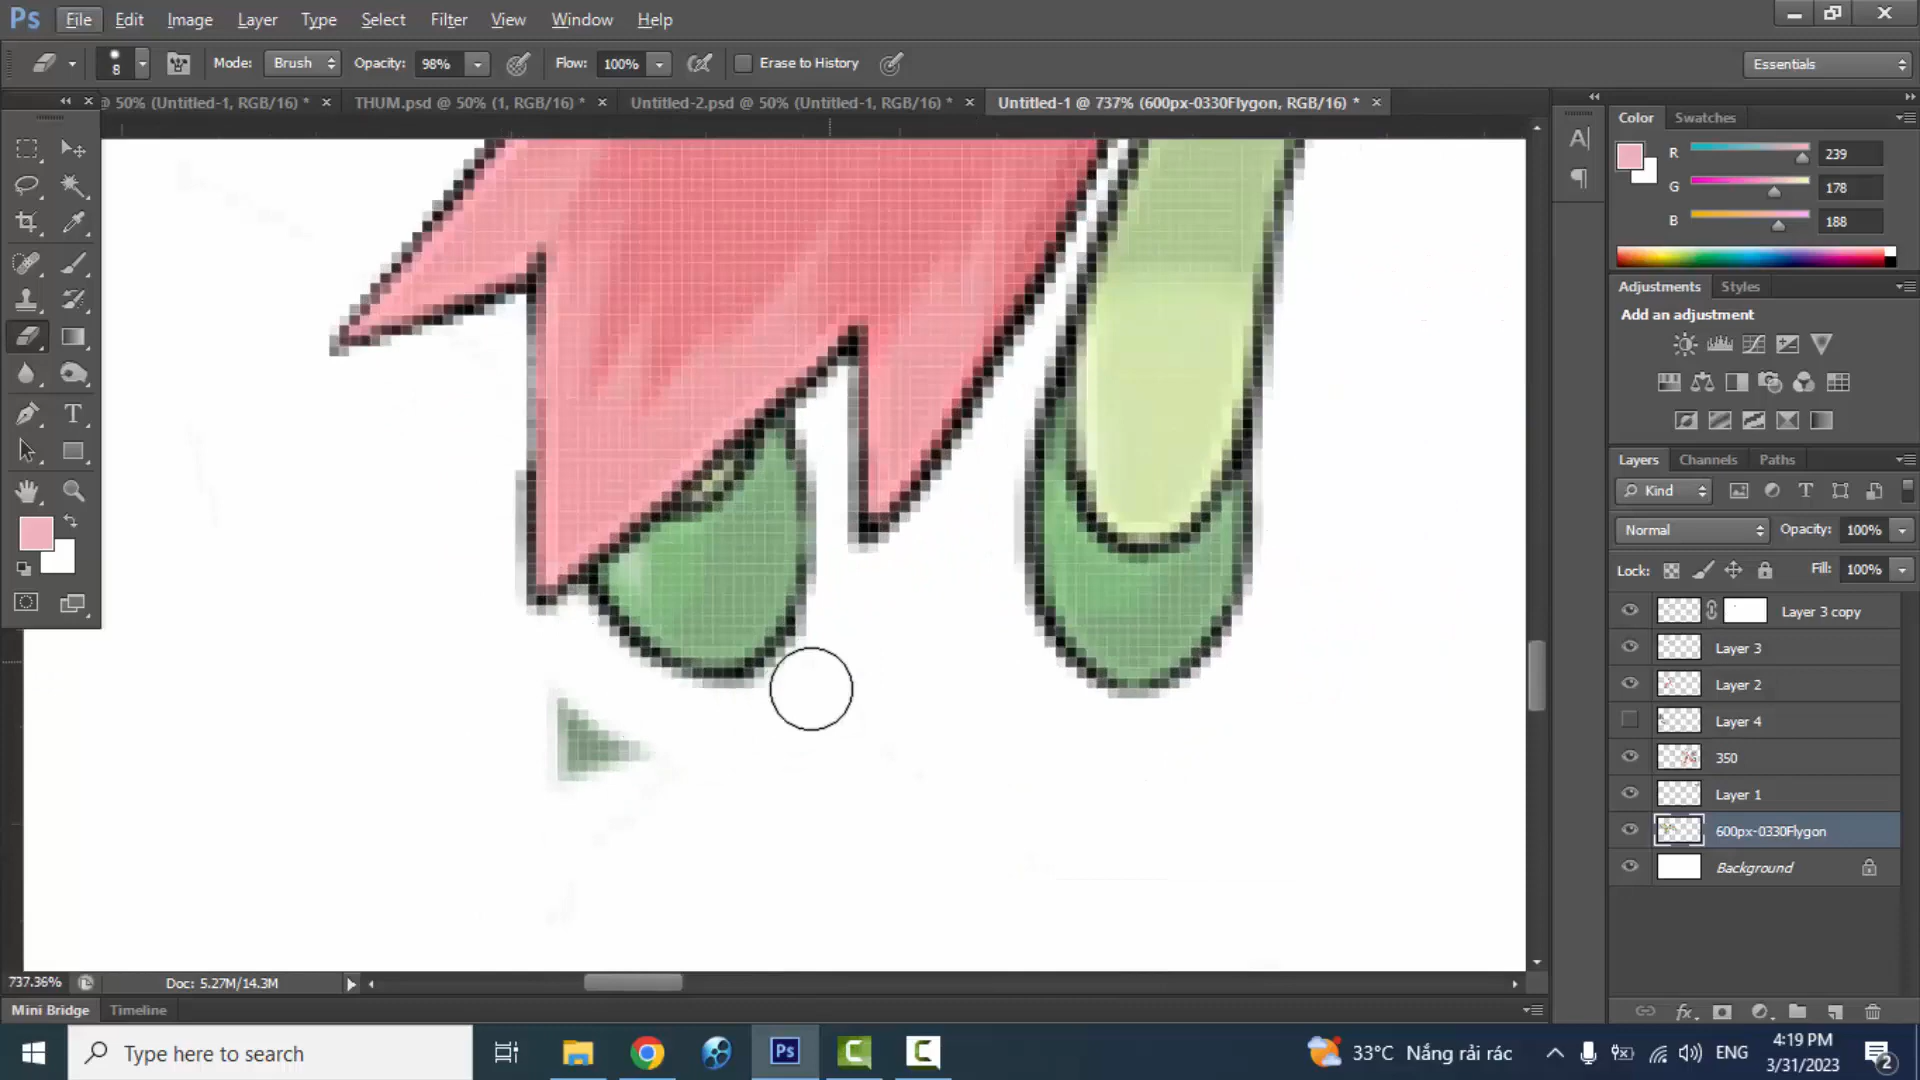 Ps File Edit Image Layer Type Select Filter View Window Help
8 Mode: Brush Opacity: 98% Flow: 100% Erase to History Essentials
@ 50% (Untitled-1, RGB/16) * THUM.psd @ 50% (1, RGB/16) * Untitled-2.psd @ 50% (Untitled-1, RGB/16) * Untitled-1 @ 737% (600px-0330Flygon, RGB/16) *
Color Swatches
R 239
G 178
B 188
Adjustments Styles
Add an adjustment
Layers Channels Paths
Kind
Normal Opacity: 100%
Lock: Fill: 100%
Layer 3 copy
Layer 3
Layer 2
Layer 4
350
Layer 1
600px-0330Flygon
Background
737.36% Doc: 5.27M/14.3M
Mini Bridge Timeline
Type here to search
33°C Nắng rải rác ENG
4:19 PM
3/31/2023
2